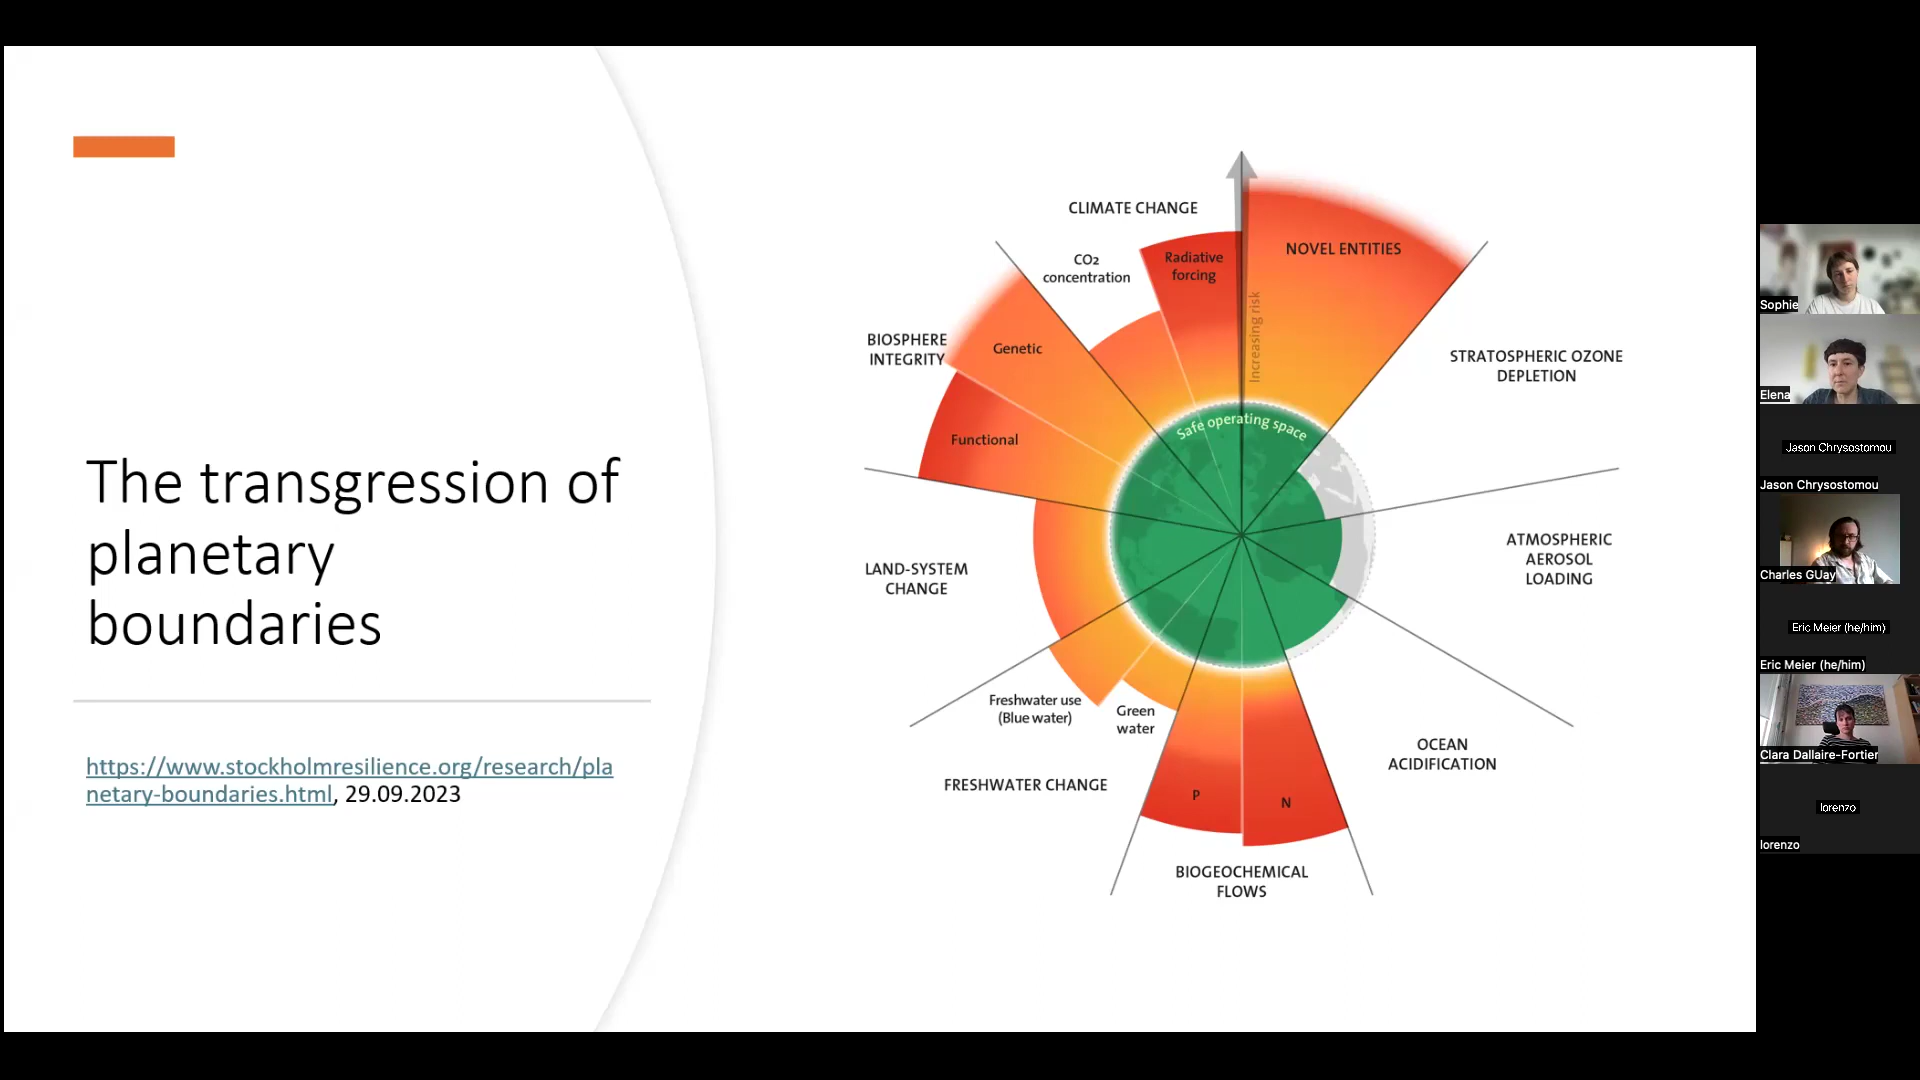 The transgression of
planetary
boundaries
https://www.stockholmresilience.org/research/pla
netary-boundaries.html, 29.09.2023
CLIMATE CHANGE
CO2
concentration
Radiative
forcing
Increasing risk
NOVEL ENTITIES
STRATOSPHERIC OZONE
DEPLETION
ATMOSPHERIC
AEROSOL
LOADING
OCEAN
ACIDIFICATION
BIOGEOCHEMICAL
FLOWS
P
N
FRESHWATER CHANGE
Freshwater use
(Blue water)
Green
water
LAND-SYSTEM
CHANGE
BIOSPHERE
INTEGRITY
Genetic
Functional
Safe operating space
Sophie
Elena
Jason Chrysostomou
Jason Chrysostomou
Charles GUay
Eric Meier (he/him)
Eric Meier (he/him)
Clara Dallaire-Fortier
lorenzo
lorenzo